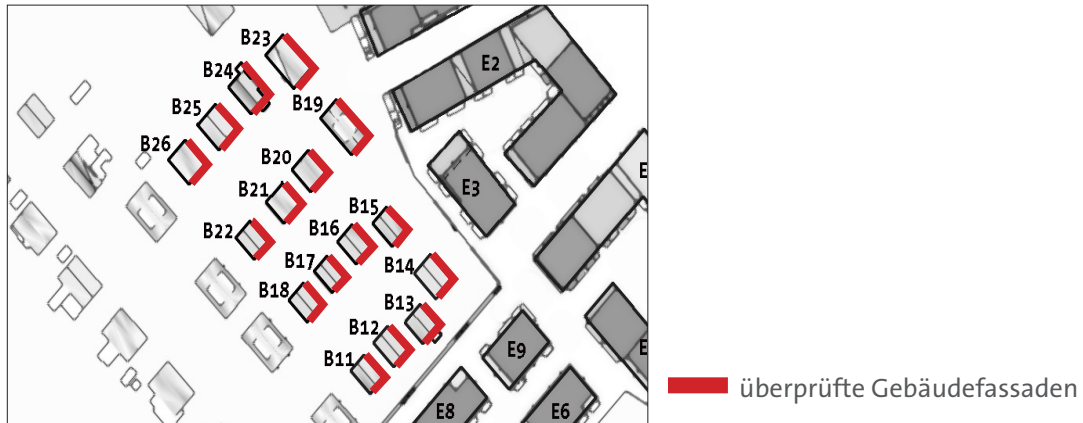 B23
E2
B24
B19
B25
B26
B20
E
E3
B21
B15
B22
B16
B17
B14
B18
B13
B12
E9
E
B11
überprüfte Gebäudefassaden
E8
E6